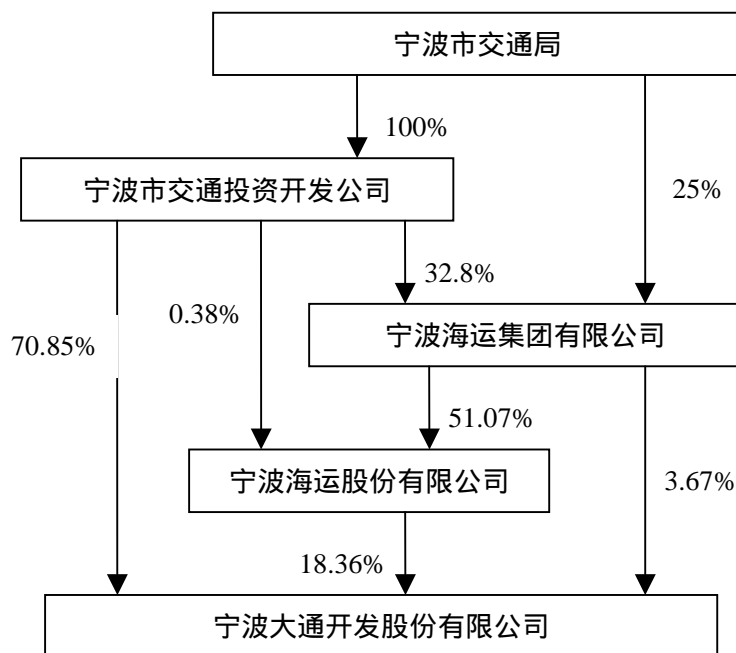 宁波市交通局
100%
宁波市交通投资开发公司
25%
32.8%
0.38%
70.85%
宁波海运集团有限公司
51.07%
宁波海运股份有限公司
3.67%
18.36%
宁波大通开发股份有限公司